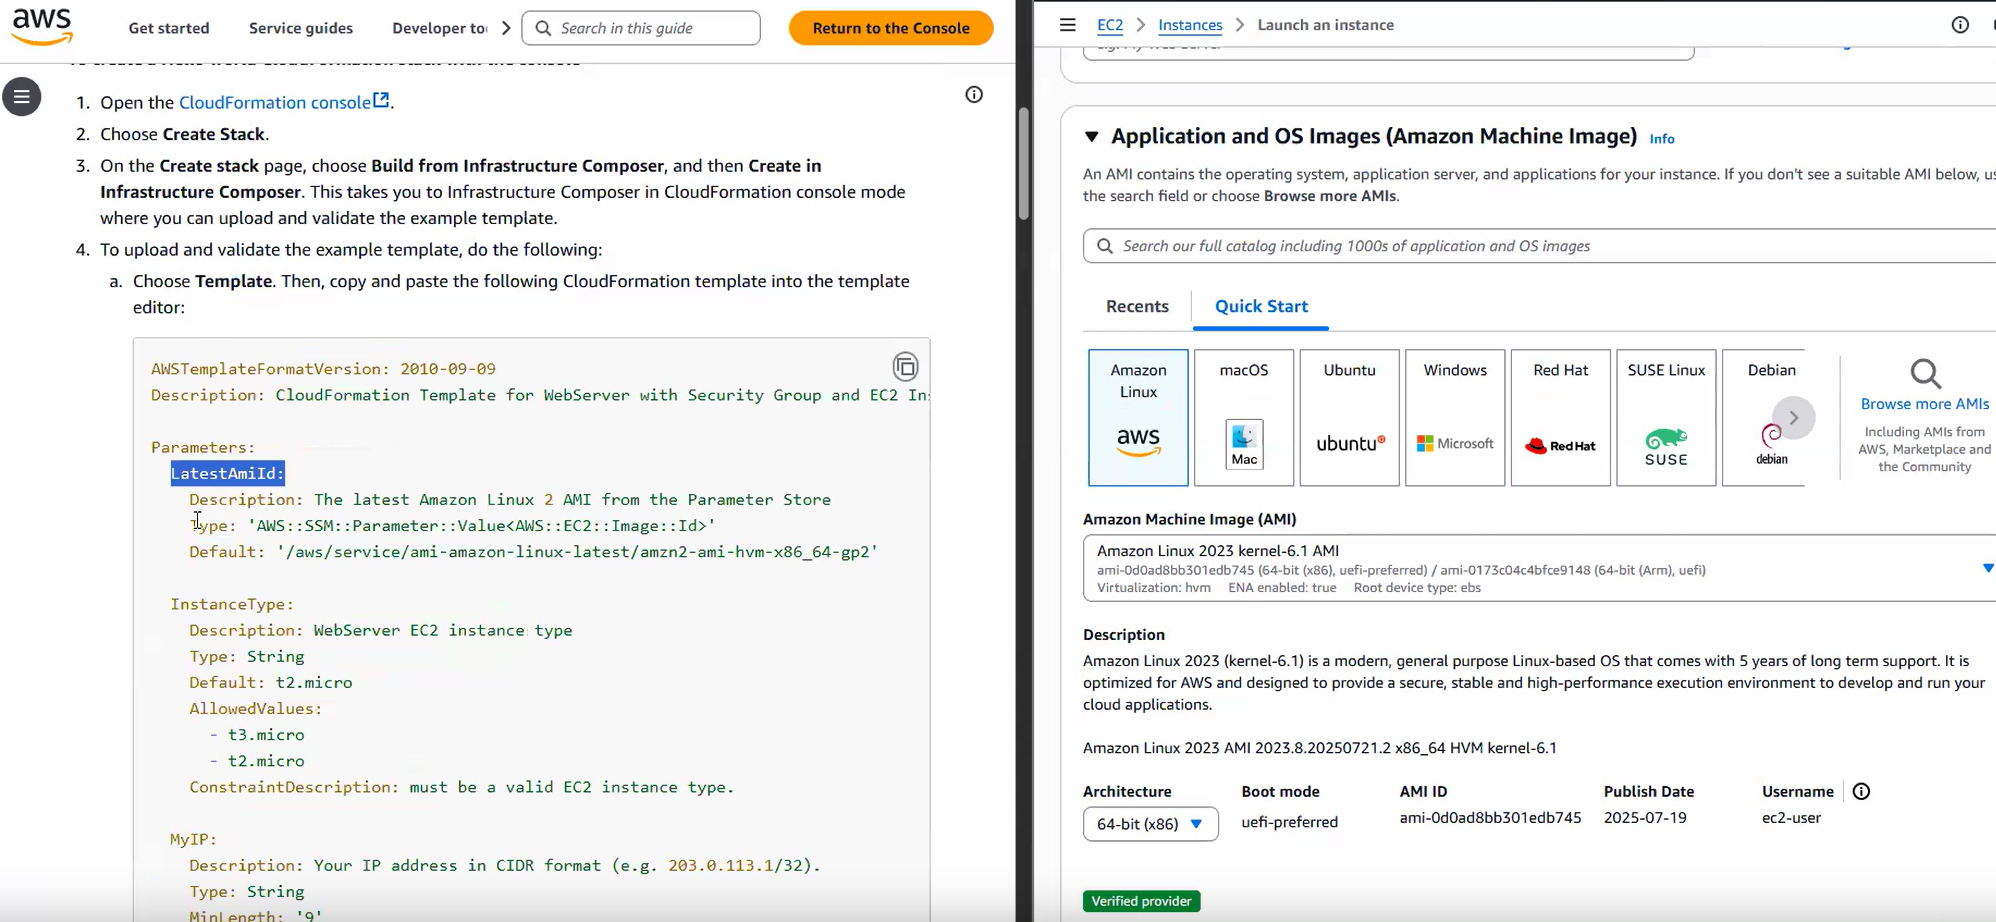 aws
Get started
Service guides
Developer to
Search in this guide
Return to the Console
To create a Hello World CloudFormation stack with the console
1. Open the CloudFormation console.
2. Choose Create Stack.
3. On the Create stack page, choose Build from Infrastructure Composer, and then Create in
Infrastructure Composer. This takes you to Infrastructure Composer in CloudFormation console mode
where you can upload and validate the example template.
4. To upload and validate the example template, do the following:
a. Choose Template. Then, copy and paste the following CloudFormation template into the template
editor:
AWSTemplateFormatVersion: 2010-09-09
Description: CloudFormation Template for WebServer with Security Group and EC2 In
Parameters:
LatestAmiId:
Description: The latest Amazon Linux 2 AMI from the Parameter Store
Type: 'AWS::SSM::Parameter::Value<AWS::EC2::Image::Id>'
Default: '/aws/service/ami-amazon-linux-latest/amzn2-ami-hvm-x86_64-gp2'
InstanceType:
Description: WebServer EC2 instance type
Type: String
Default: t2.micro
AllowedValues:
- t3.micro
- t2.micro
ConstraintDescription: must be a valid EC2 instance type.
MyIP:
Description: Your IP address in CIDR format (e.g. 203.0.113.1/32).
Type: String
MinLength: '9'
EC2
Instances
Launch an instance
e.g. My Web Server
Application and OS Images (Amazon Machine Image) Info
An AMI contains the operating system, application server, and applications for your instance. If you don't see a suitable AMI below, us
the search field or choose Browse more AMIs.
Search our full catalog including 1000s of application and OS images
Recents
Quick Start
Amazon
Linux
aws
macOS
Mac
Ubuntu
ubuntu
Windows
Microsoft
Red Hat
Red Hat
SUSE Linux
SUSE
Debian
debian
Browse more AMIs
Including AMIs from
AWS, Marketplace and
the Community
Amazon Machine Image (AMI)
Amazon Linux 2023 kernel-6.1 AMI
ami-0d0ad8bb301edb745 (64-bit (x86), uefi-preferred) / ami-0173c04c4bfce9148 (64-bit (Arm), uefi)
Virtualization: hvm ENA enabled: true Root device type: ebs
Description
Amazon Linux 2023 (kernel-6.1) is a modern, general purpose Linux-based OS that comes with 5 years of long term support. It is
optimized for AWS and designed to provide a secure, stable and high-performance execution environment to develop and run your
cloud applications.
Amazon Linux 2023 AMI 2023.8.20250721.2 x86_64 HVM kernel-6.1
Architecture
64-bit (x86)
Boot mode
uefi-preferred
AMI ID
ami-0d0ad8bb301edb745
Publish Date
2025-07-19
Username
ec2-user
Verified provider